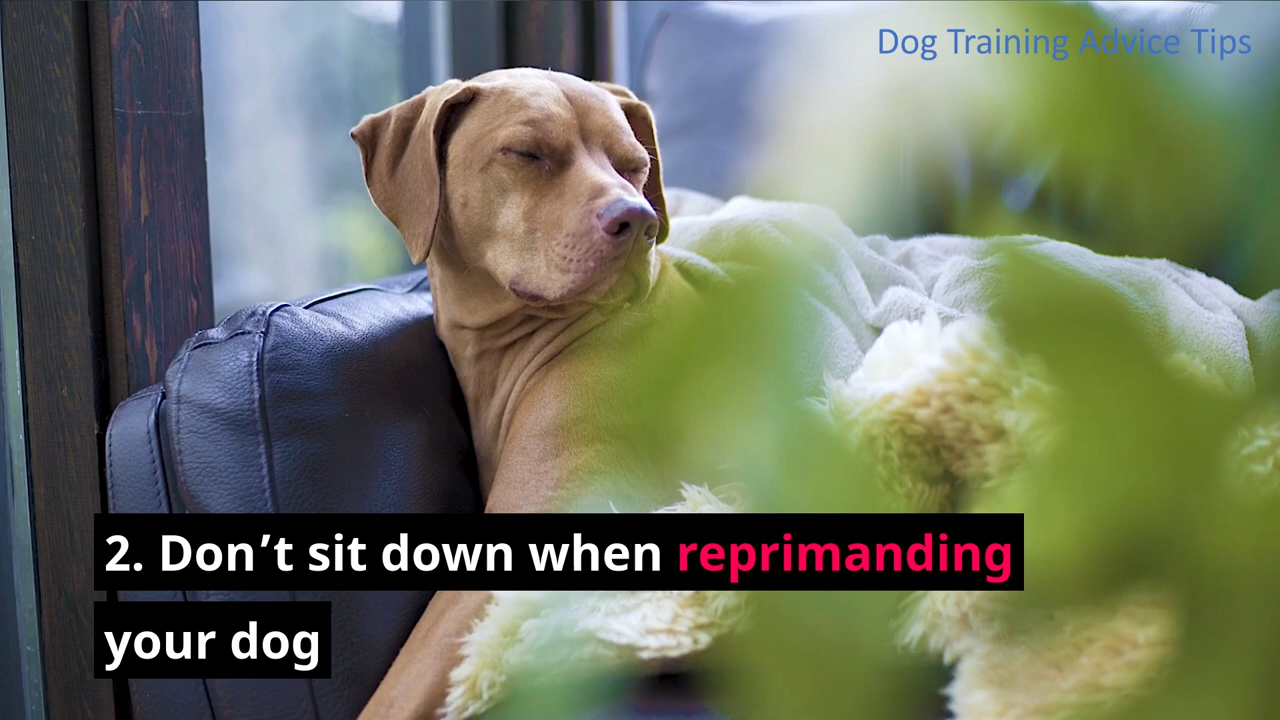 Dog Training Advice Tips
2. Don’t sit down when reprimanding
your dog